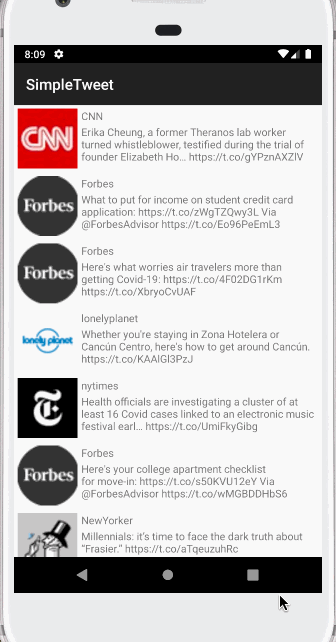 8:09
SimpleTweet
CNN
CNN
Erika Cheung, a former Theranos lab worker
turned whistleblower, testified during the trial of
founder Elizabeth Ho... https://t.co/gYPznAXZlV
Forbes
Forbes
What to put for income on student credit card
application: https://t.co/zWgTZQwy3L Via
@ForbesAdvisor https://t.co/Eo96PeEmL3
Forbes
Forbes
Here's what worries air travelers more than
getting Covid-19: https://t.co/4F02DG1rKm
https://t.co/XbryoCvUAF
lonely planet
lonelyplanet
Whether you're staying in Zona Hotelera or
Cancún Centro, here's how to get around Cancún.
https://t.co/KAAlGl3PzJ
T
nytimes
Health officials are investigating a cluster of at
least 16 Covid cases linked to an electronic music
festival earl... https://t.co/UmiFkyGibg
Forbes
Forbes
Here's your college apartment checklist
for move-in: https://t.co/s50KVU12eY Via
@ForbesAdvisor https://t.co/wMGBDDHbS6
NewYorker
Millennials: it's time to face the dark truth about
"Frasier." https://t.co/aTqeuzuhRc